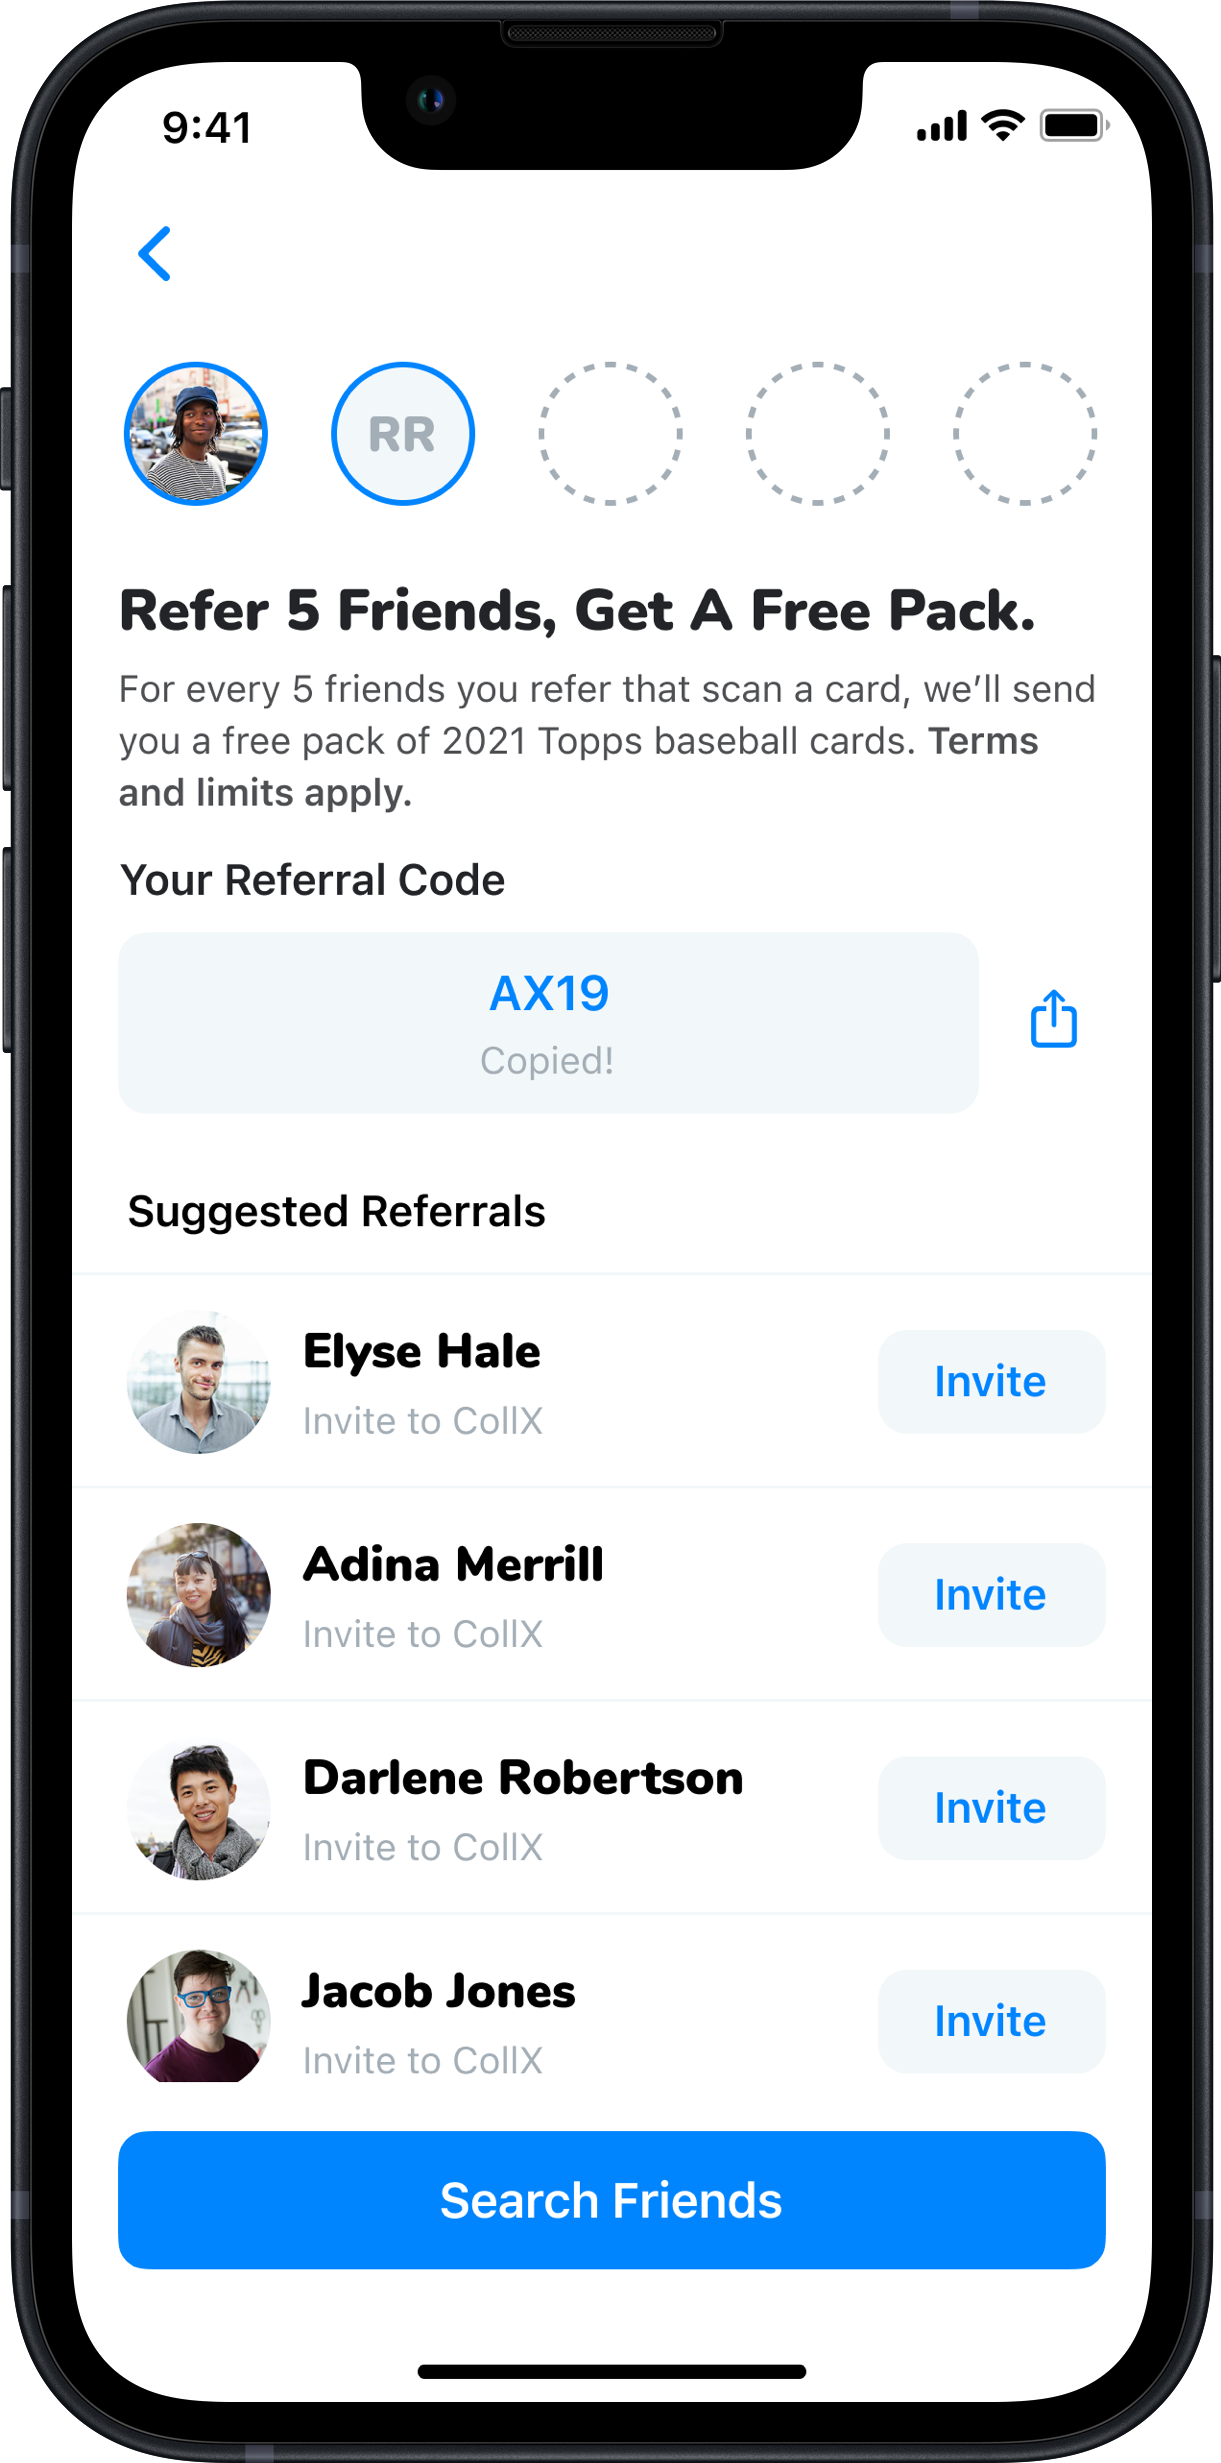 9:41
RR
Refer 5 Friends, Get A Free Pack.
For every 5 friends you refer that scan a card, we’ll send
you a free pack of 2021 Topps baseball cards. Terms
and limits apply.
Your Referral Code
AX19
Copied!
Suggested Referrals
Elyse Hale
Invite to CollX
Invite
Adina Merrill
Invite to CollX
Invite
Darlene Robertson
Invite to CollX
Invite
Jacob Jones
Invite to CollX
Invite
Search Friends